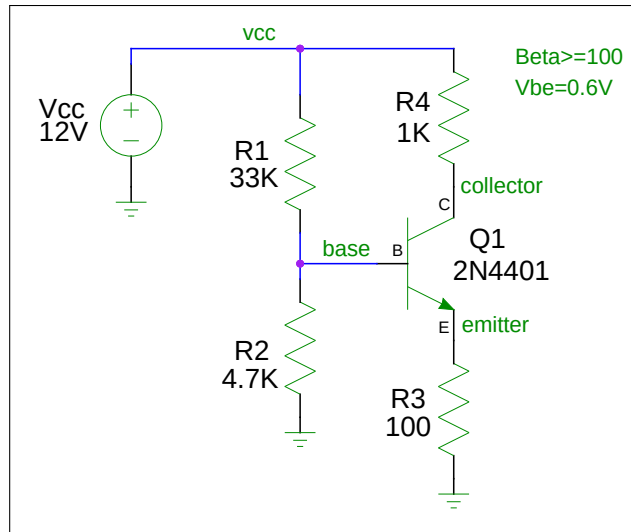 vcc
Beta>=100
Vbe=0.6V
Vcc
12V
+
−
R4
1K
R1
33K
collector
C
base
B
Q1
2N4401
E
emitter
R2
4.7K
R3
100